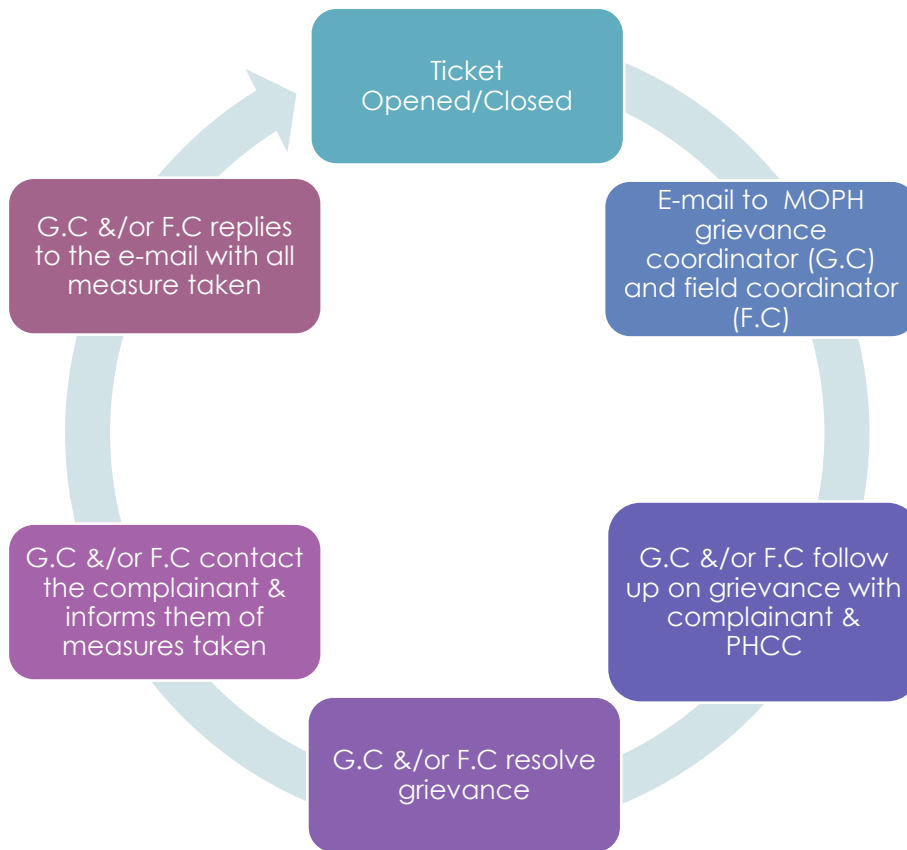 Ticket
Opened/Closed
E-mail to MOPH
grievance
coordinator (G.C)
and field coordinator
(F.C)
G.C &/or F.C follow
up on grievance with
complainant &
PHCC
G.C &/or F.C resolve
grievance
G.C &/or F.C contact
the complainant &
informs them of
measures taken
G.C &/or F.C replies
to the e-mail with all
measure taken